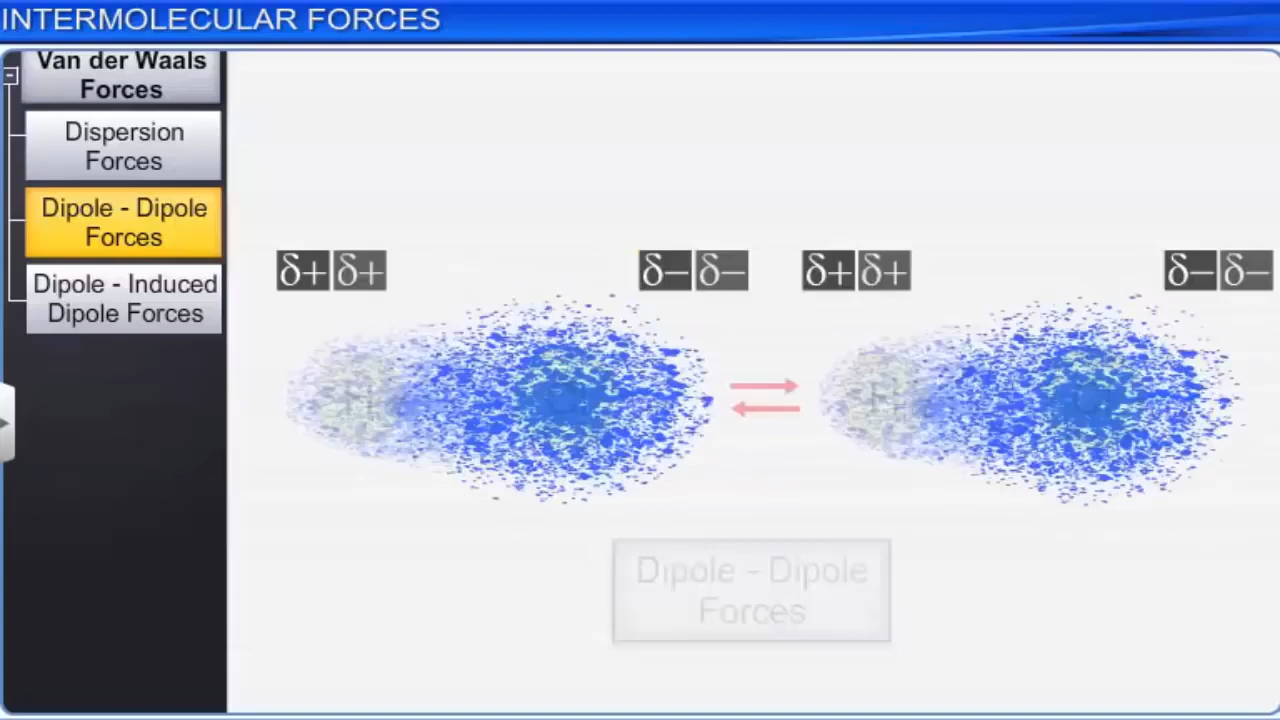 INTERMOLECULAR FORCES
Van der Waals
Forces
Dispersion
Forces
Dipole - Dipole
Forces
Dipole - Induced
Dipole Forces
δ+ δ+ δ− δ− δ+ δ+ δ− δ−
Dipole - Dipole
Forces